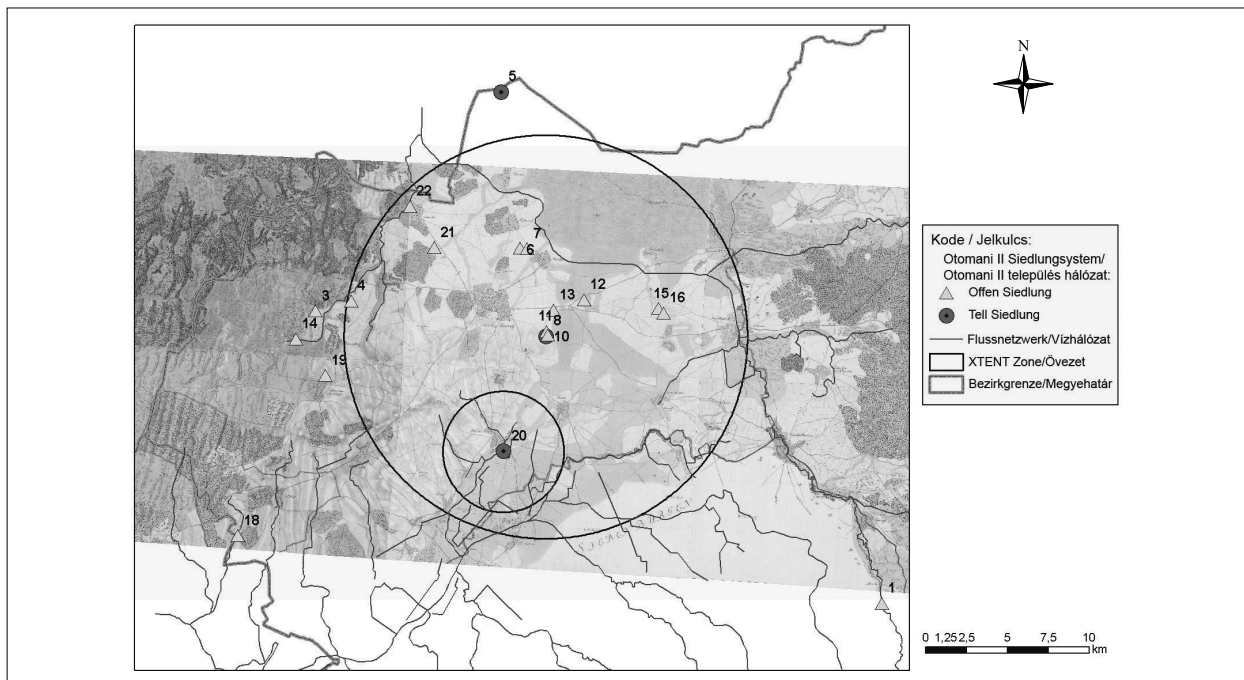 N
5
22
21
7
6
3
4
12
13
15
16
11
8
14
10
19
20
18
1
Kode / Jelkulcs:
Otomani II Siedlungsystem/
Otomani II település hálózat:
Offen Siedlung
Tell Siedlung
Flussnetzwerk/Vízhálózat
XTENT Zone/Övezet
Bezirkgrenze/Megyehatár
0 1,25 2,5 5 7,5 10
km